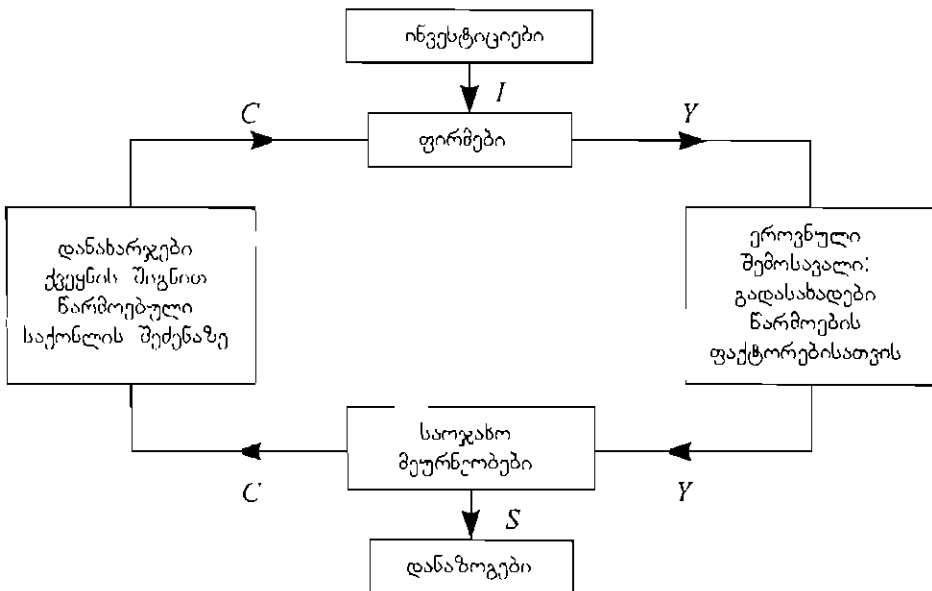 ინვესტიციები
I
C
Y
ფირმები
დანახარჯები
ქვეყნის შიგნით
წარმოებული
საქონლის შეძენაზე
ეროვნული
შემოსავალი;
გადასახადები
წარმოების
ფაქტორებისათვის
საოჯახო
მეურნეობები
C
Y
S
დანაზოგები